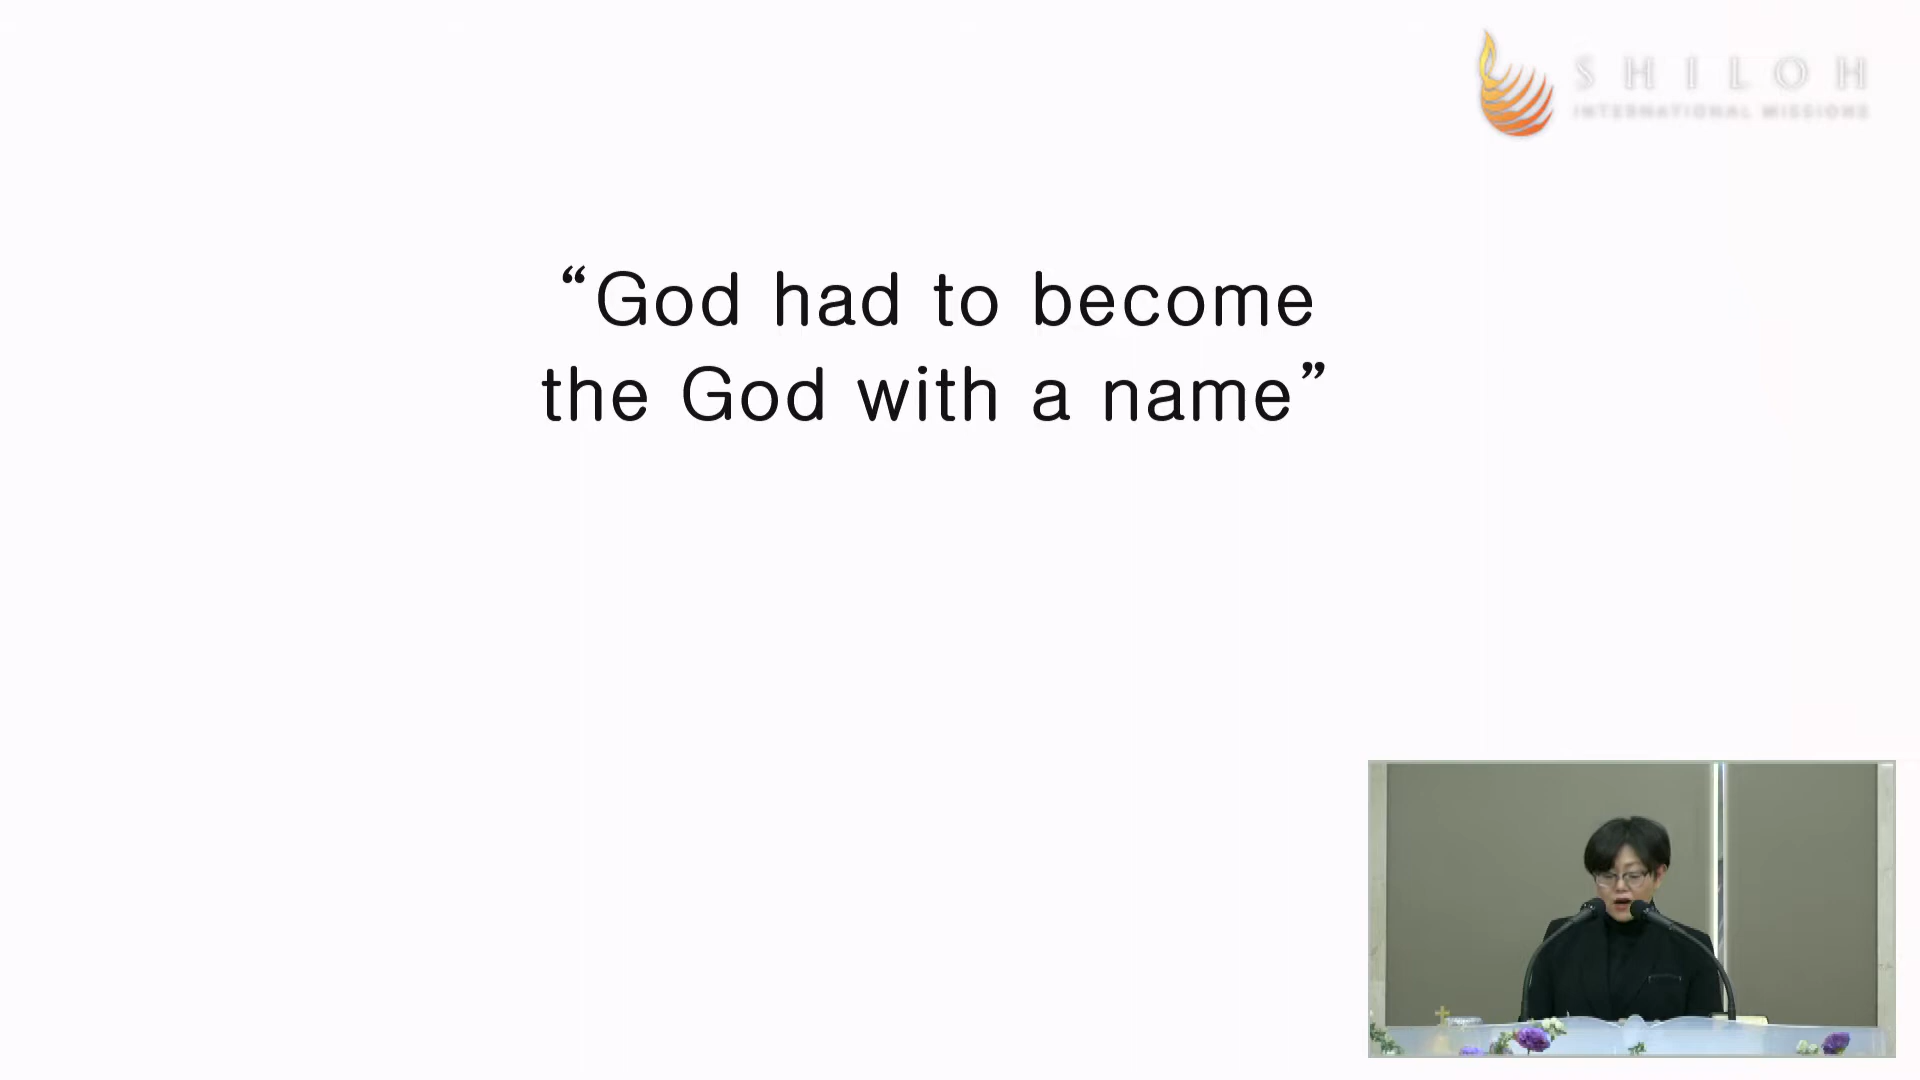 SHILOH
INTERNATIONAL MISSIONS
“God had to become
the God with a name”